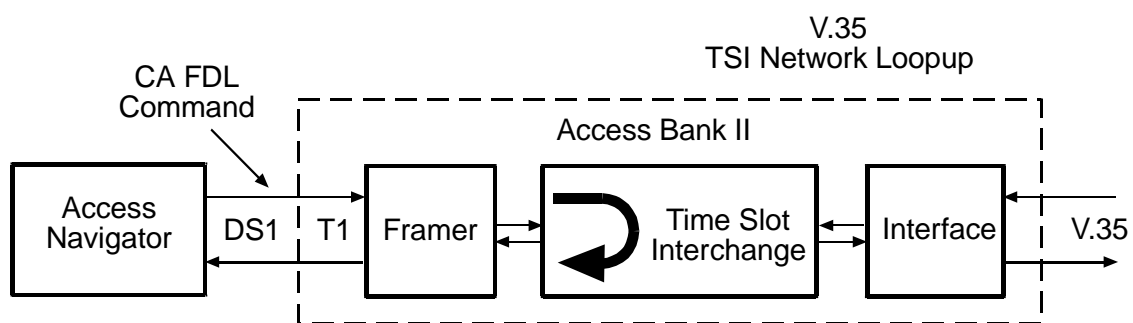 V.35
TSI Network Loopup
CA FDL
Command
Access Bank II
Access
Navigator
DS1
T1
Framer
Time Slot
Interchange
Interface
V.35